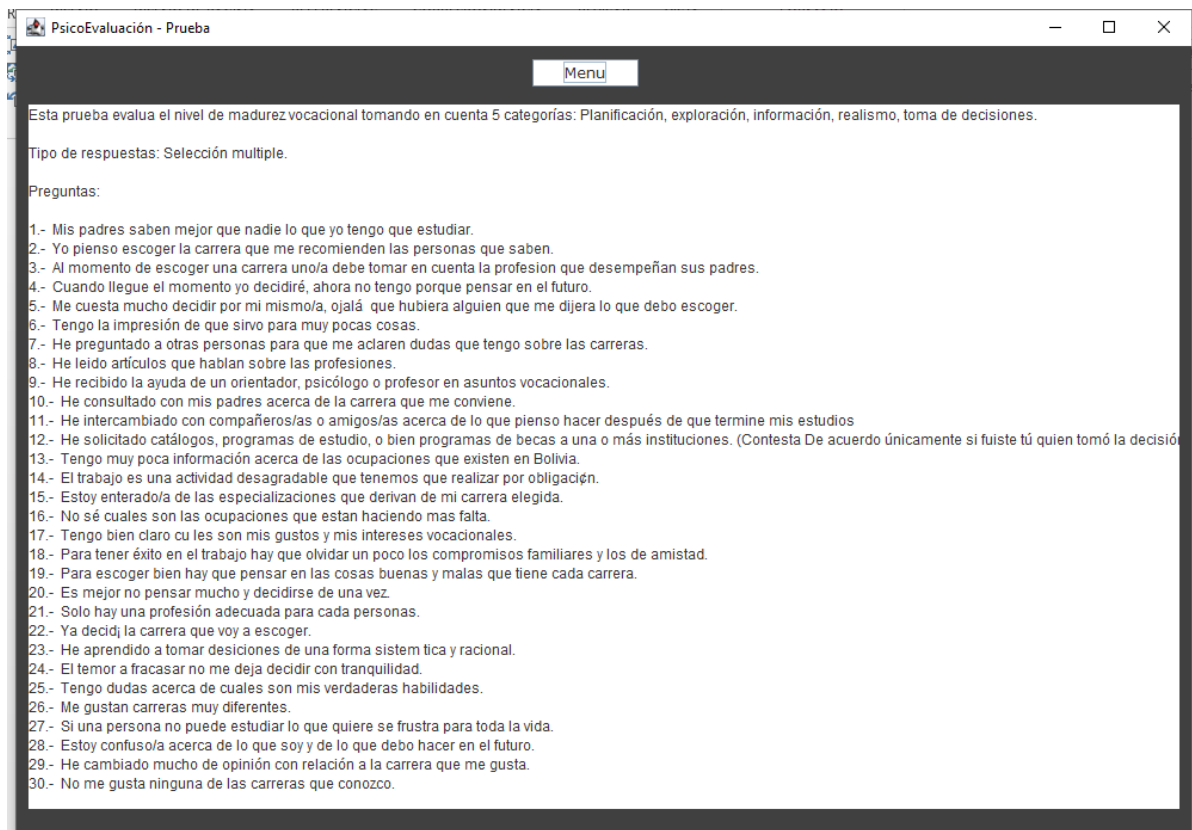 PsicoEvaluación - Prueba
Menu
Esta prueba evalua el nivel de madurez vocacional tomando en cuenta 5 categorías: Planificación, exploración, información, realismo, toma de decisiones.
Tipo de respuestas: Selección multiple.
Preguntas:
1.- Mis padres saben mejor que nadie lo que yo tengo que estudiar.
2.- Yo pienso escoger la carrera que me recomienden las personas que saben.
3.- Al momento de escoger una carrera uno/a debe tomar en cuenta la profesion que desempeñan sus padres.
4.- Cuando llegue el momento yo decidiré, ahora no tengo porque pensar en el futuro.
5.- Me cuesta mucho decidir por mi mismo/a, ojalá que hubiera alguien que me dijera lo que debo escoger.
6.- Tengo la impresión de que sirvo para muy pocas cosas.
7.- He preguntado a otras personas para que me aclaren dudas que tengo sobre las carreras.
8.- He leido artículos que hablan sobre las profesiones.
9.- He recibido la ayuda de un orientador, psicólogo o profesor en asuntos vocacionales.
10.- He consultado con mis padres acerca de la carrera que me conviene.
11.- He intercambiado con compañeros/as o amigos/as acerca de lo que pienso hacer después de que termine mis estudios
12.- He solicitado catálogos, programas de estudio, o bien programas de becas a una o más instituciones. (Contesta De acuerdo únicamente si fuiste tú quien tomó la decisió
13.- Tengo muy poca información acerca de las ocupaciones que existen en Bolivia.
14.- El trabajo es una actividad desagradable que tenemos que realizar por obligaci¢n.
15.- Estoy enterado/a de las especializaciones que derivan de mi carrera elegida.
16.- No sé cuales son las ocupaciones que estan haciendo mas falta.
17.- Tengo bien claro cu les son mis gustos y mis intereses vocacionales.
18.- Para tener éxito en el trabajo hay que olvidar un poco los compromisos familiares y los de amistad.
19.- Para escoger bien hay que pensar en las cosas buenas y malas que tiene cada carrera.
20.- Es mejor no pensar mucho y decidirse de una vez.
21.- Solo hay una profesión adecuada para cada personas.
22.- Ya decid¡ la carrera que voy a escoger.
23.- He aprendido a tomar desiciones de una forma sistem tica y racional.
24.- El temor a fracasar no me deja decidir con tranquilidad.
25.- Tengo dudas acerca de cuales son mis verdaderas habilidades.
26.- Me gustan carreras muy diferentes.
27.- Si una persona no puede estudiar lo que quiere se frustra para toda la vida.
28.- Estoy confuso/a acerca de lo que soy y de lo que debo hacer en el futuro.
29.- He cambiado mucho de opinión con relación a la carrera que me gusta.
30.- No me gusta ninguna de las carreras que conozco.